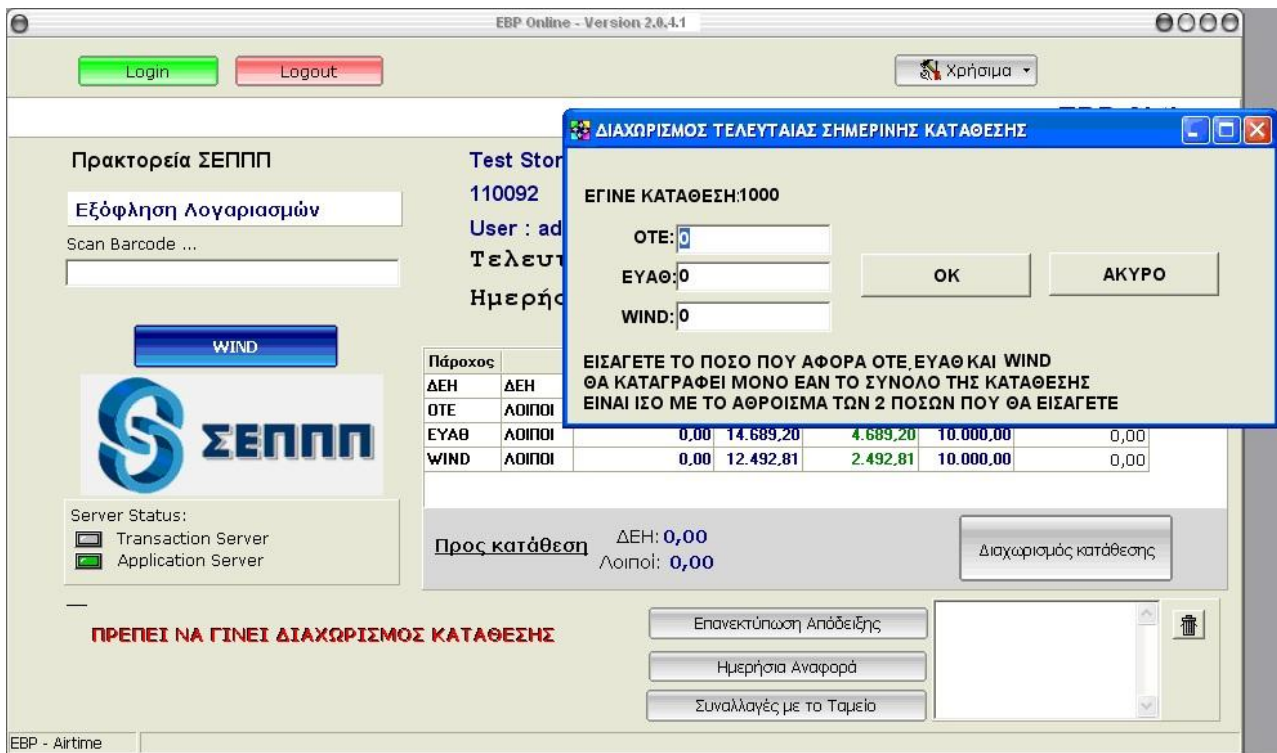 EBP Online - Version 2.0.4.1
Login
Logout
Χρήσιμα
Πρακτορεία ΣΕΠΠΠ
Εξόφληση Λογαριασμών
Scan Barcode ...
WIND
ΣΕΠΠΠ
Server Status:
Transaction Server
Application Server
Test Stor
110092
User : ad
Τελευτ
Ημερής
ΔΙΑΧΩΡΙΣΜΟΣ ΤΕΛΕΥΤΑΙΑΣ ΣΗΜΕΡΙΝΗΣ ΚΑΤΑΘΕΣΗΣ
ΕΓΙΝΕ ΚΑΤΑΘΕΣΗ:1000
ΟΤΕ: 0
ΕΥΑΘ: 0
WIND: 0
ΟΚ
ΑΚΥΡΟ
ΕΙΣΑΓΕΤΕ ΤΟ ΠΟΣΟ ΠΟΥ ΑΦΟΡΑ ΟΤΕ,ΕΥΑΘ ΚΑΙ WIND
ΘΑ ΚΑΤΑΓΡΑΦΕΙ ΜΟΝΟ ΕΑΝ ΤΟ ΣΥΝΟΛΟ ΤΗΣ ΚΑΤΑΘΕΣΗΣ
ΕΙΝΑΙ ΙΣΟ ΜΕ ΤΟ ΑΘΡΟΙΣΜΑ ΤΩΝ 2 ΠΟΣΩΝ ΠΟΥ ΘΑ ΕΙΣΑΓΕΤΕ
Πάροχος
ΔΕΗ ΔΕΗ
ΟΤΕ ΛΟΙΠΟΙ
ΕΥΑΘ ΛΟΙΠΟΙ 0,00 14.689,20 4.689,20 10.000,00 0,00
WIND ΛΟΙΠΟΙ 0,00 12.492,81 2.492,81 10.000,00 0,00
Προς κατάθεση
ΔΕΗ: 0,00
Λοιποί: 0,00
Διαχωρισμός κατάθεσης
ΠΡΕΠΕΙ ΝΑ ΓΙΝΕΙ ΔΙΑΧΩΡΙΣΜΟΣ ΚΑΤΑΘΕΣΗΣ
Επανεκτύπωση Απόδειξης
Ημερήσια Αναφορά
Συναλλαγές με το Ταμείο
EBP - Airtime